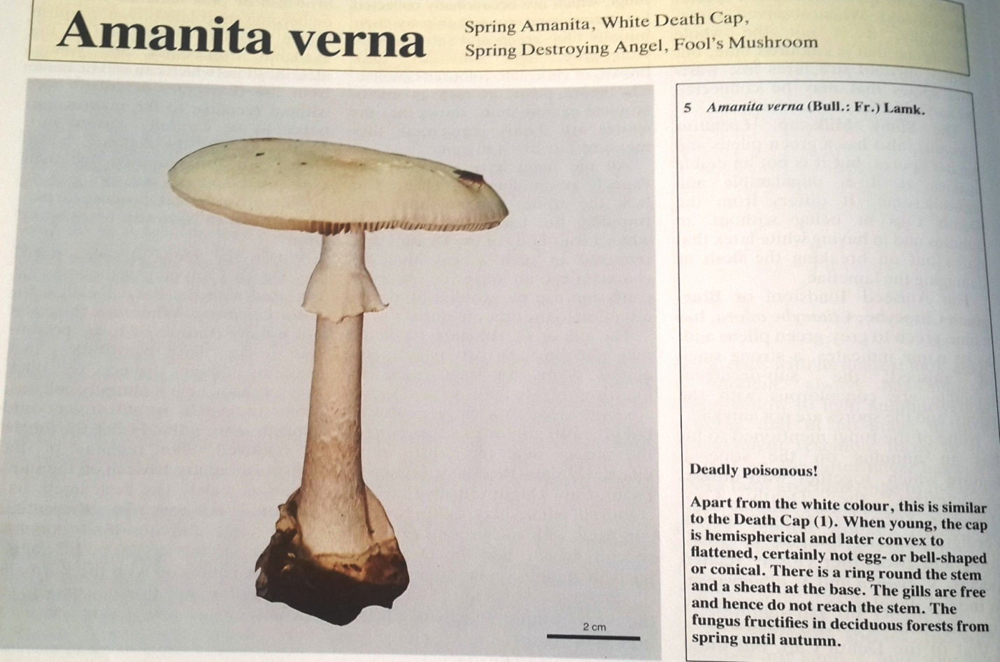 Amanita verna
Spring Amanita, White Death Cap,
Spring Destroying Angel, Fool's Mushroom
5 Amanita verna (Bull.: Fr.) Lamk.
Deadly poisonous!
Apart from the white colour, this is similar
to the Death Cap (1). When young, the cap
is hemispherical and later convex to
flattened, certainly not egg- or bell-shaped
or conical. There is a ring round the stem
and a sheath at the base. The gills are free
and hence do not reach the stem. The
fungus fructifies in deciduous forests from
spring until autumn.
2 cm